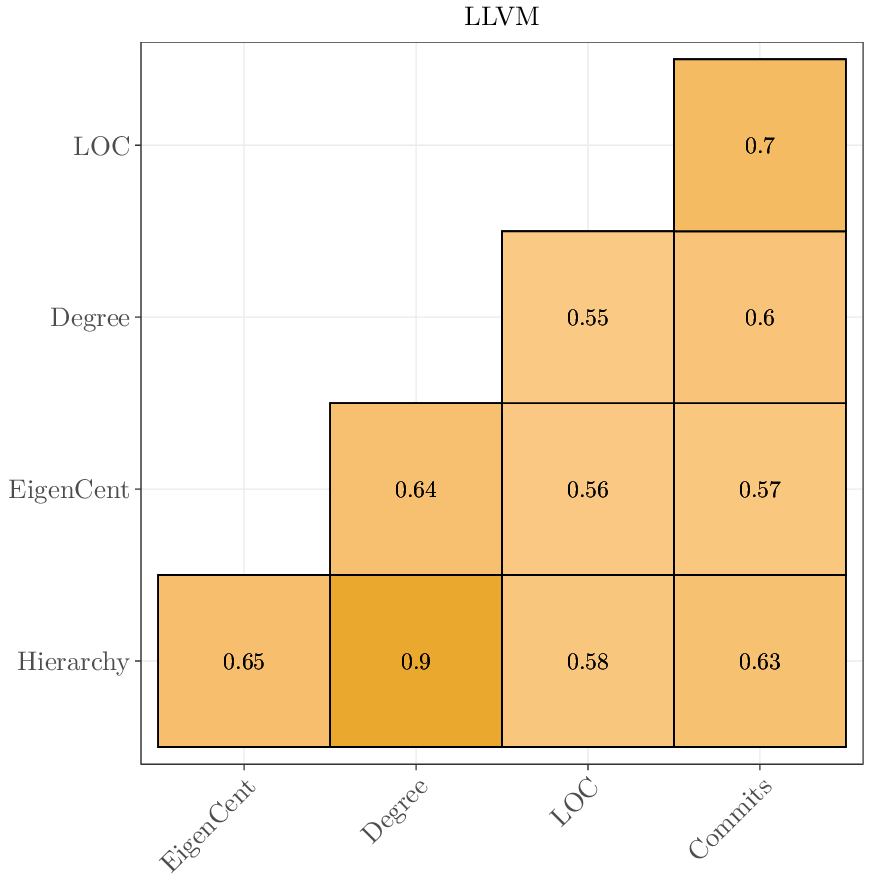 LLVM
LOC
0.7
Degree
0.55 0.6
EigenCent
0.64 0.56 0.57
Hierarchy
0.65 0.9 0.58 0.63
EigenCent
Degree
LOC
Commits